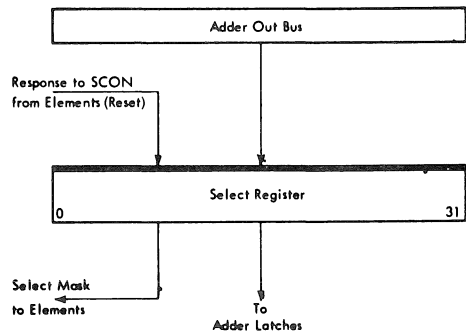 Adder Out Bus
Response to SCON
from Elements (Reset)
Select Register
0
31
Select Mask
to Elements
To
Adder Latches